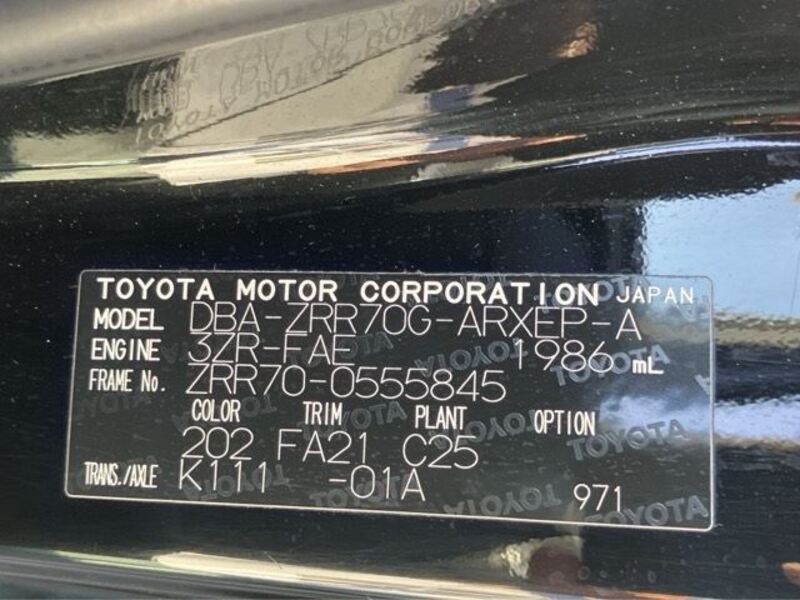 TOYOTA MOTOR CORPORATION JAPAN
MODEL DBA-ZRR70G-ARXEP-A
ENGINE 3ZR-FAE 1986 mL
FRAME No. ZRR70-0555845
COLOR TRIM PLANT OPTION
202 FA21 C25
TRANS./AXLE K111 -01A 971